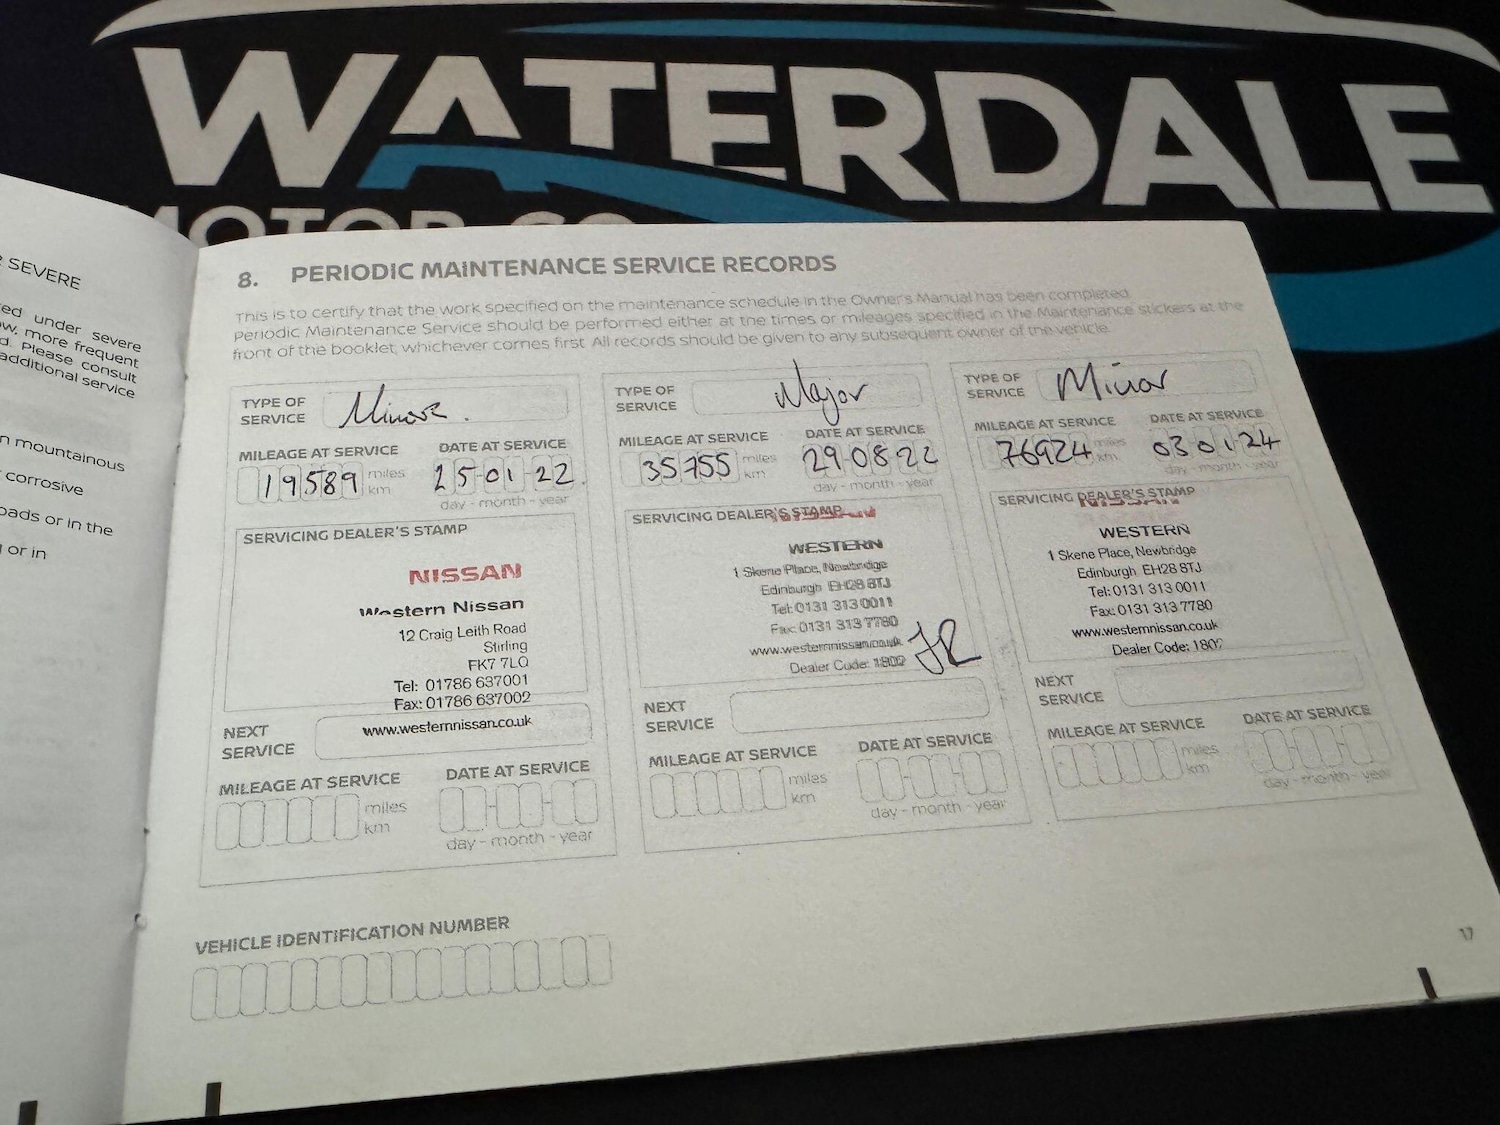 WATERDALE
MOTOR CO
SEVERE
ed under severe
w, more frequent
d. Please consult
additional service
n mountainous
corrosive
oads or in the
or in
8. PERIODIC MAINTENANCE SERVICE RECORDS
This is to certify that the work specified on the maintenance schedule in the Owner's Manual has been completed.
Periodic Maintenance Service should be performed either at the times or mileages specified in the Maintenance stickers at the
front of the booklet, whichever comes first. All records should be given to any subsequent owner of the vehicle.
TYPE OF
SERVICE
Minor
MILEAGE AT SERVICE
19589 miles
km
DATE AT SERVICE
25-01-22
day - month - year
SERVICING DEALER'S STAMP
NISSAN
Western Nissan
12 Craig Leith Road
Stirling
FK7 7LQ
Tel: 01786 637001
Fax: 01786 637002
www.westernnissan.co.uk
NEXT
SERVICE
MILEAGE AT SERVICE
miles
km
DATE AT SERVICE
day - month - year
TYPE OF
SERVICE
Major
MILEAGE AT SERVICE
35755 miles
km
DATE AT SERVICE
29-08-22
day - month - year
SERVICING DEALER'S STAMP
NISSAN
WESTERN
1 Skene Place, Newbridge
Edinburgh EH28 8TJ
Tel: 0131 313 0011
Fax: 0131 313 7780
www.westernnissan.co.uk
Dealer Code: 1802
JR
NEXT
SERVICE
MILEAGE AT SERVICE
miles
km
DATE AT SERVICE
day - month - year
TYPE OF
SERVICE
Minor
MILEAGE AT SERVICE
76924 miles
km
DATE AT SERVICE
03 01 24
day - month - year
SERVICING DEALER'S STAMP
NISSAN
WESTERN
1 Skene Place, Newbridge
Edinburgh EH28 8TJ
Tel: 0131 313 0011
Fax: 0131 313 7780
www.westernnissan.co.uk
Dealer Code: 1802
NEXT
SERVICE
MILEAGE AT SERVICE
miles
km
DATE AT SERVICE
day - month - year
VEHICLE IDENTIFICATION NUMBER
17